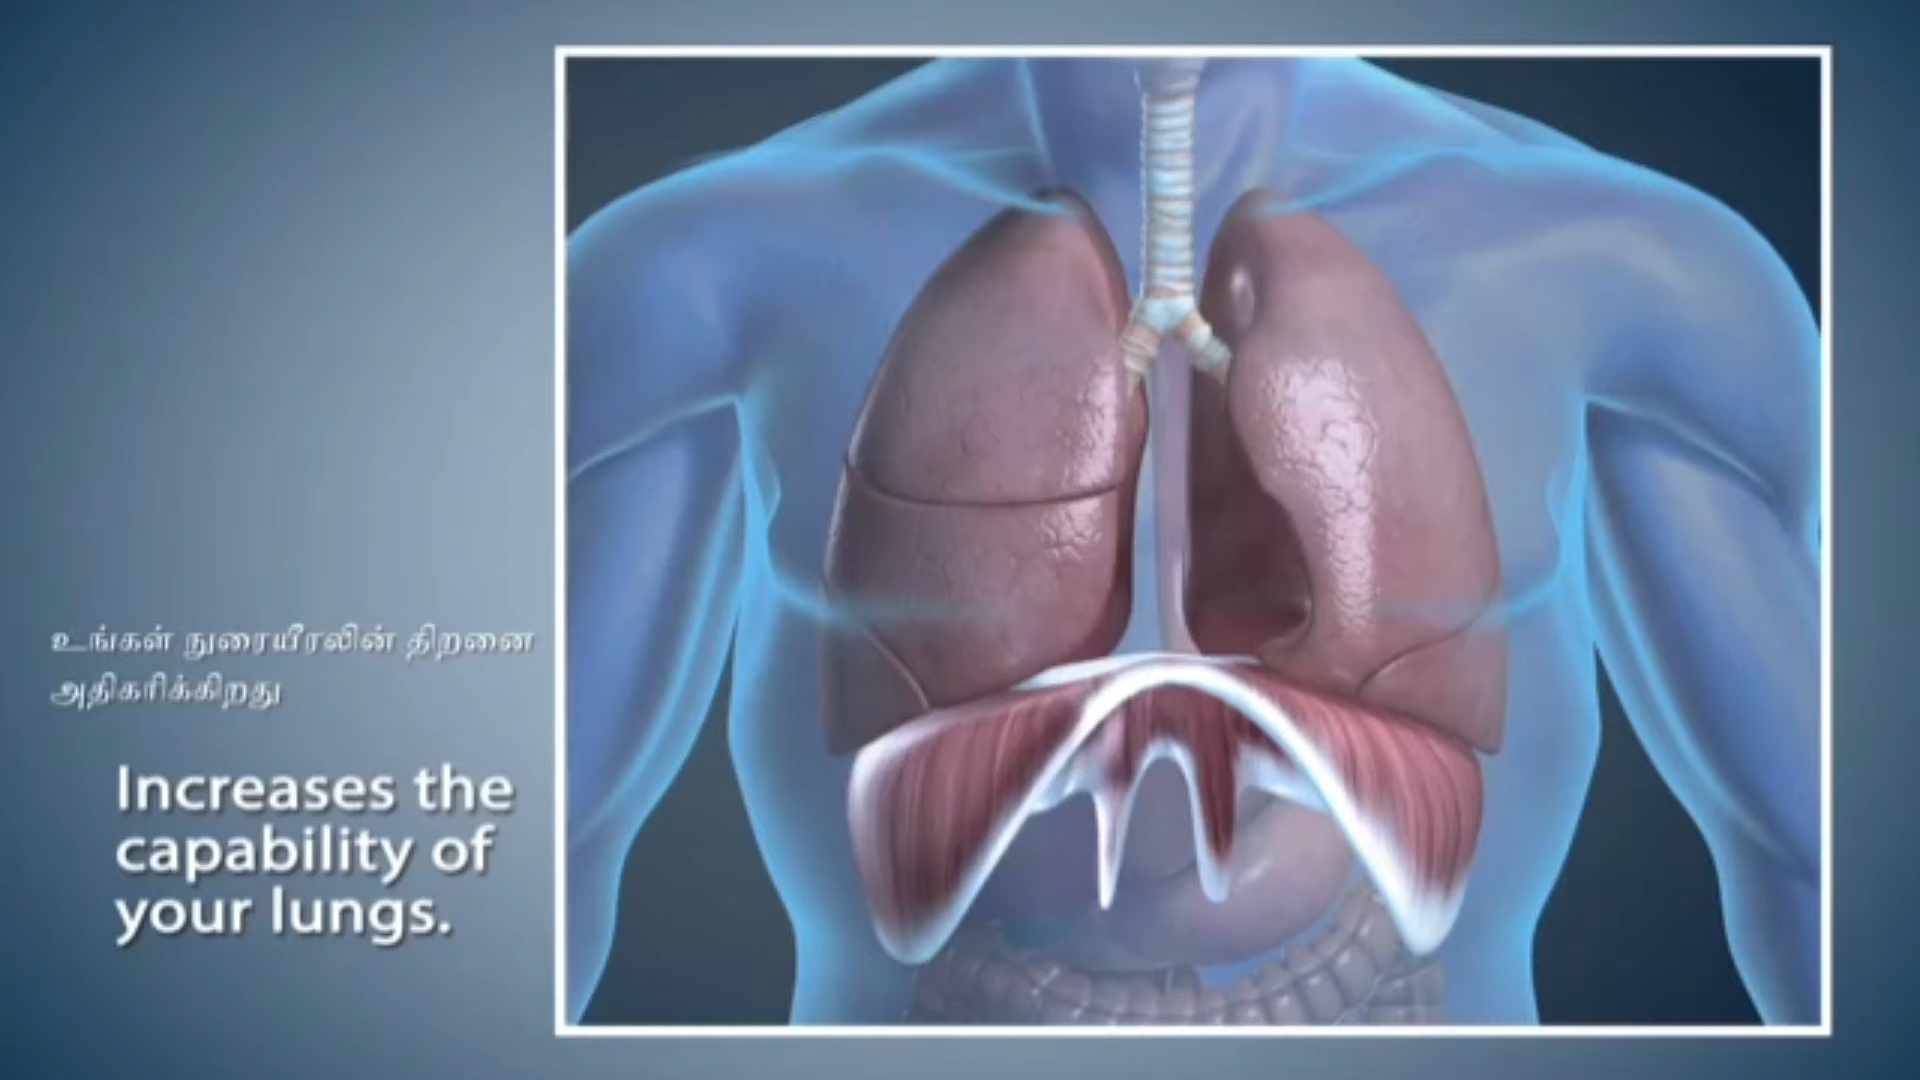 உங்கள் நுரையீரலின் திறனை
அதிகரிக்கிறது
Increases the
capability of
your lungs.